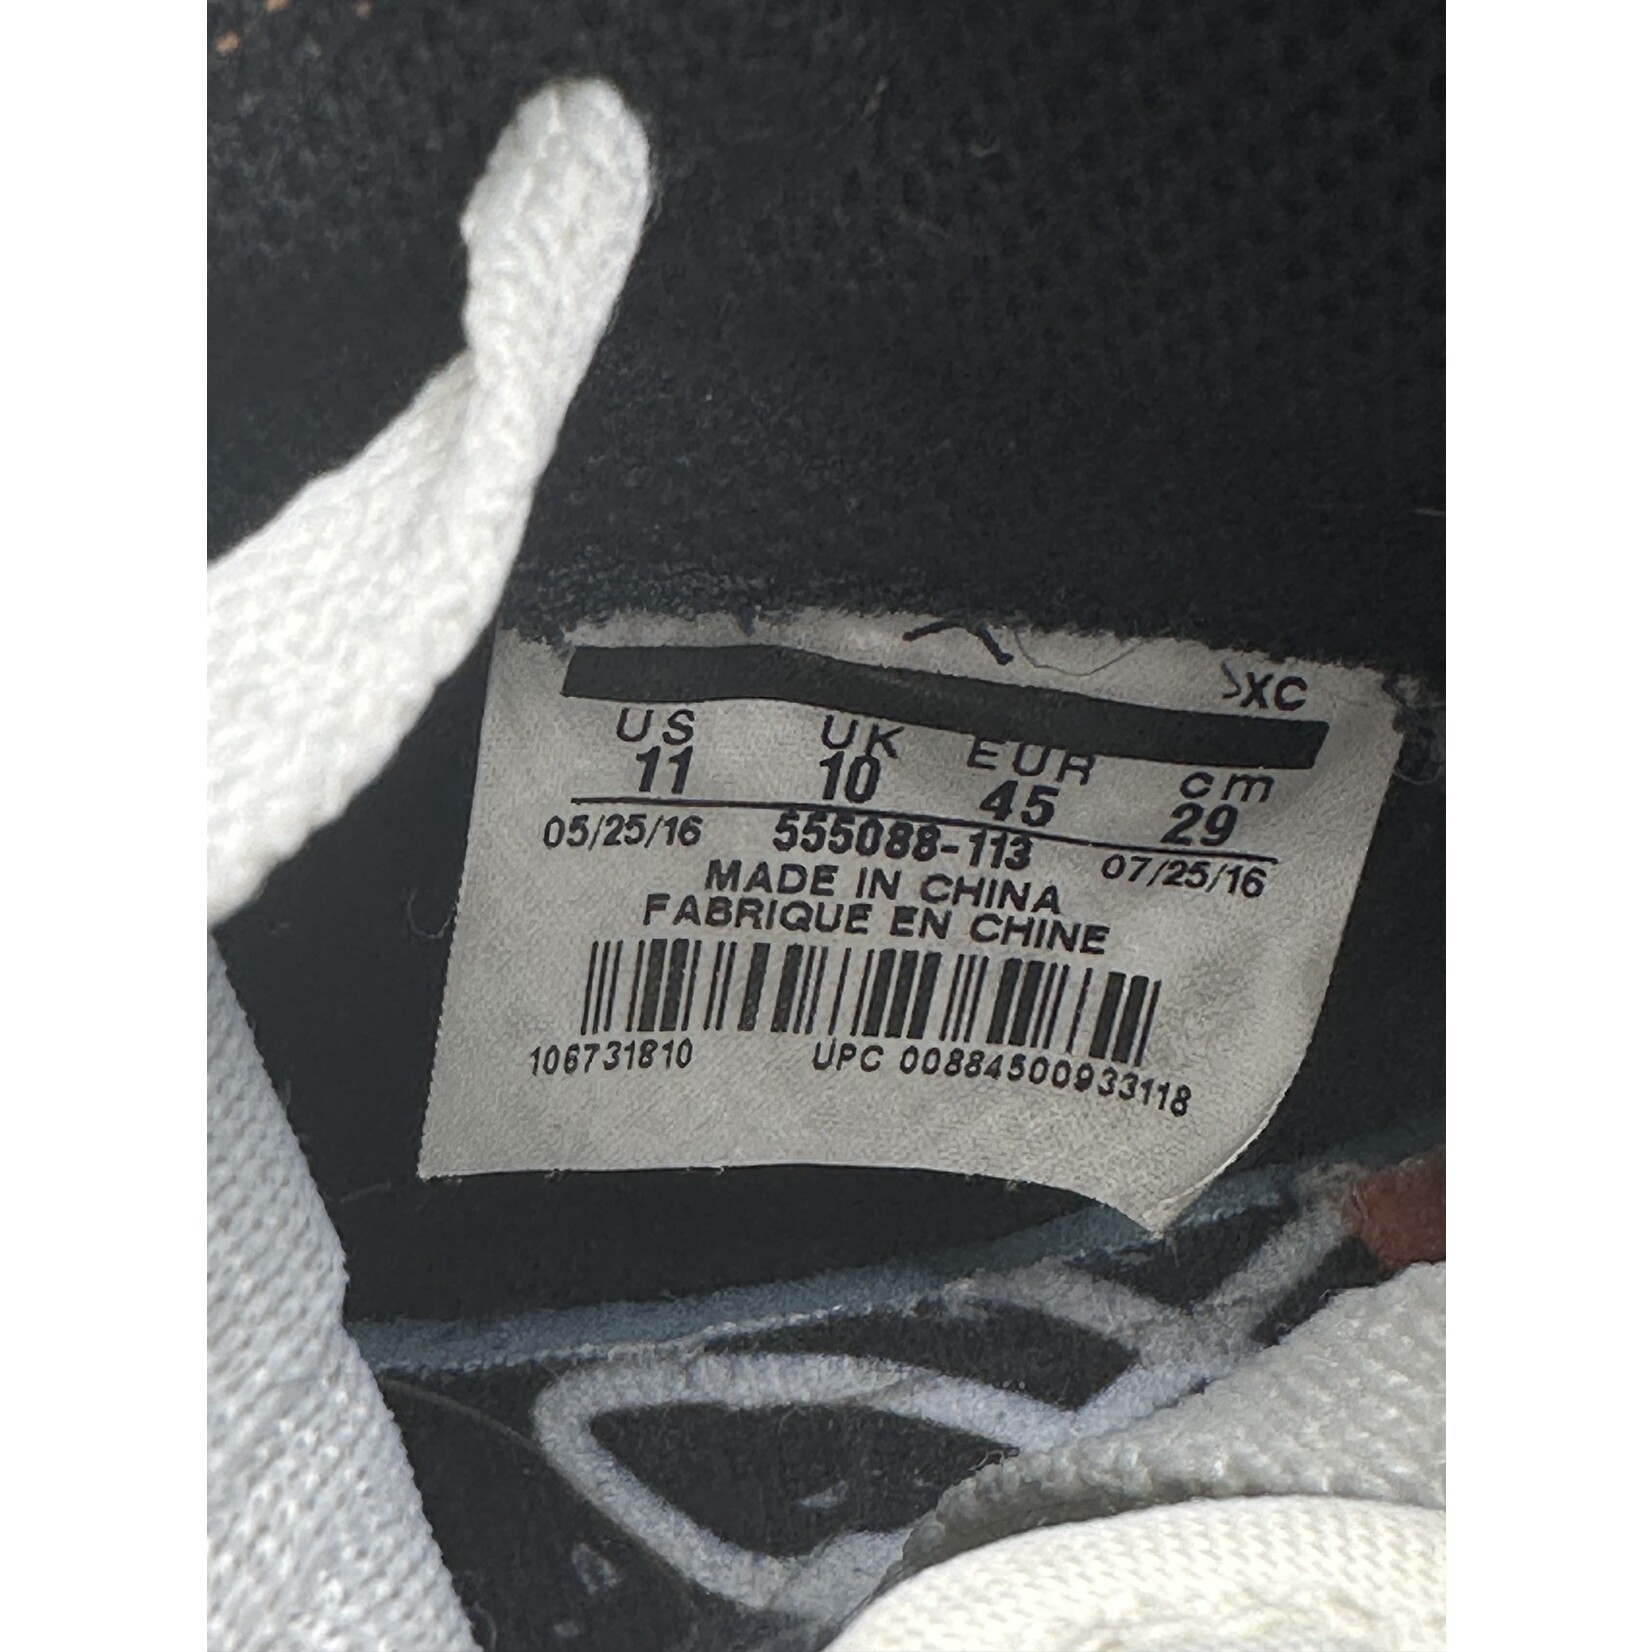 XC
US UK EUR cm
11 10 45 29
05/25/16 555088-113 07/25/16
MADE IN CHINA
FABRIQUE EN CHINE
106731810 UPC 00884500933118